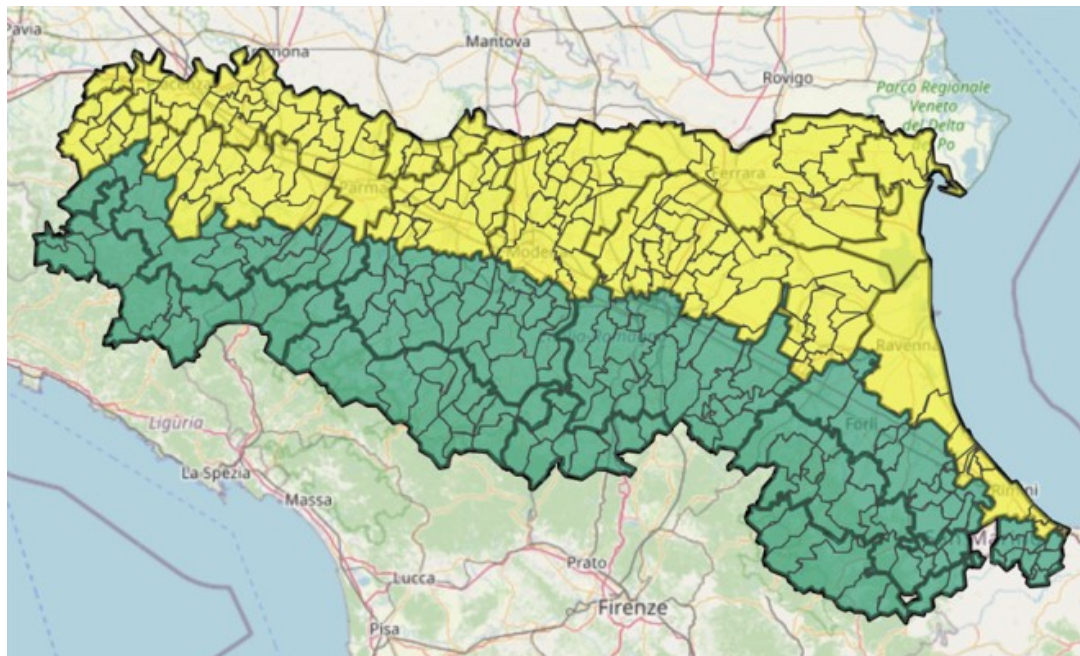 Pavia
Mantova
Rovigo
Parco Regionale
Veneto
del Delta
Parma
Ferrara
Modena
Ravenna
Forlì
Rimini
Liguria
La Spezia
Massa
Prato
Lucca
Firenze
Pisa